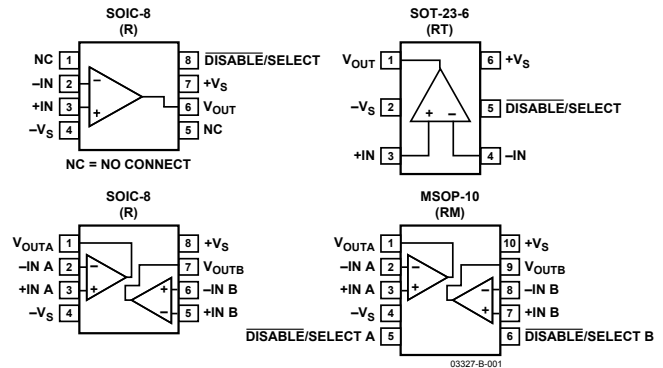 SOIC-8
(R)
NC 1
8 DISABLE/SELECT
–IN 2
7 +VS
+IN 3
6 VOUT
–VS 4
5 NC
– +
NC = NO CONNECT
SOT-23-6
(RT)
VOUT 1
6 +VS
–VS 2
5 DISABLE/SELECT
+ –
+IN 3
4 –IN
SOIC-8
(R)
VOUTA 1
8 +VS
–IN A 2
7 VOUTB
+IN A 3
6 –IN B
–VS 4
5 +IN B
– +
+ –
MSOP-10
(RM)
VOUTA 1
10 +VS
–IN A 2
9 VOUTB
+IN A 3
8 –IN B
–VS 4
7 +IN B
DISABLE/SELECT A 5
6 DISABLE/SELECT B
– +
– +
03327-B-001